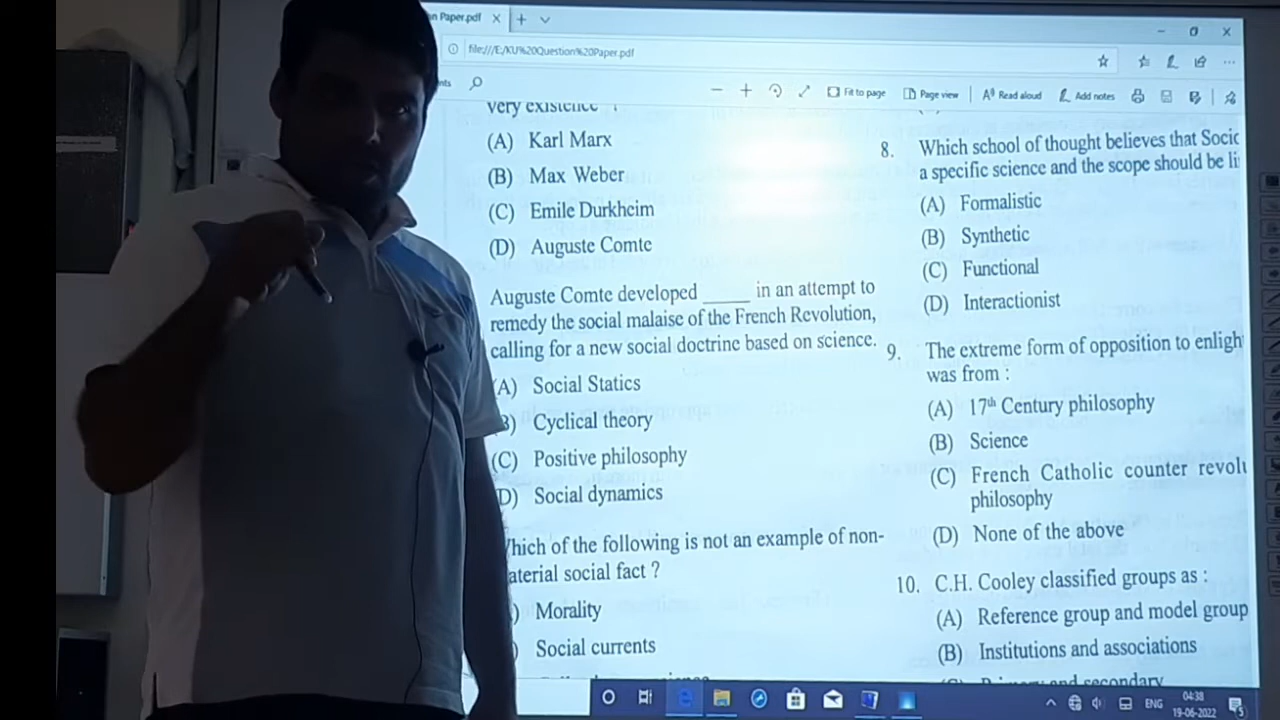 n Paper.pdf
file:///E:/KU%20Question%20Paper.pdf
nts
Fit to page
Page view
Read aloud
Add notes
very existence ?
(A) Karl Marx
(B) Max Weber
(C) Emile Durkheim
(D) Auguste Comte
Auguste Comte developed ____ in an attempt to
remedy the social malaise of the French Revolution,
calling for a new social doctrine based on science.
(A) Social Statics
B) Cyclical theory
(C) Positive philosophy
D) Social dynamics
hich of the following is not an example of non-
aterial social fact ?
) Morality
) Social currents
8. Which school of thought believes that Socio
a specific science and the scope should be li
(A) Formalistic
(B) Synthetic
(C) Functional
(D) Interactionist
9. The extreme form of opposition to enligh
was from :
(A) 17th Century philosophy
(B) Science
(C) French Catholic counter revolu
philosophy
(D) None of the above
10. C.H. Cooley classified groups as :
(A) Reference group and model group
(B) Institutions and associations
(C) Primary and secondary
ENG
04:38
19-06-2022